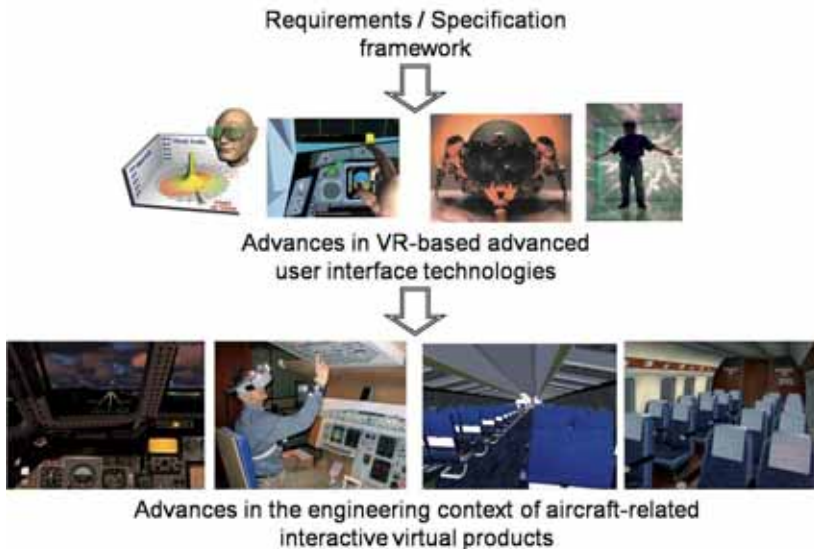 Requirements / Specification
framework
Advances in VR-based advanced
user interface technologies
Advances in the engineering context of aircraft-related
interactive virtual products